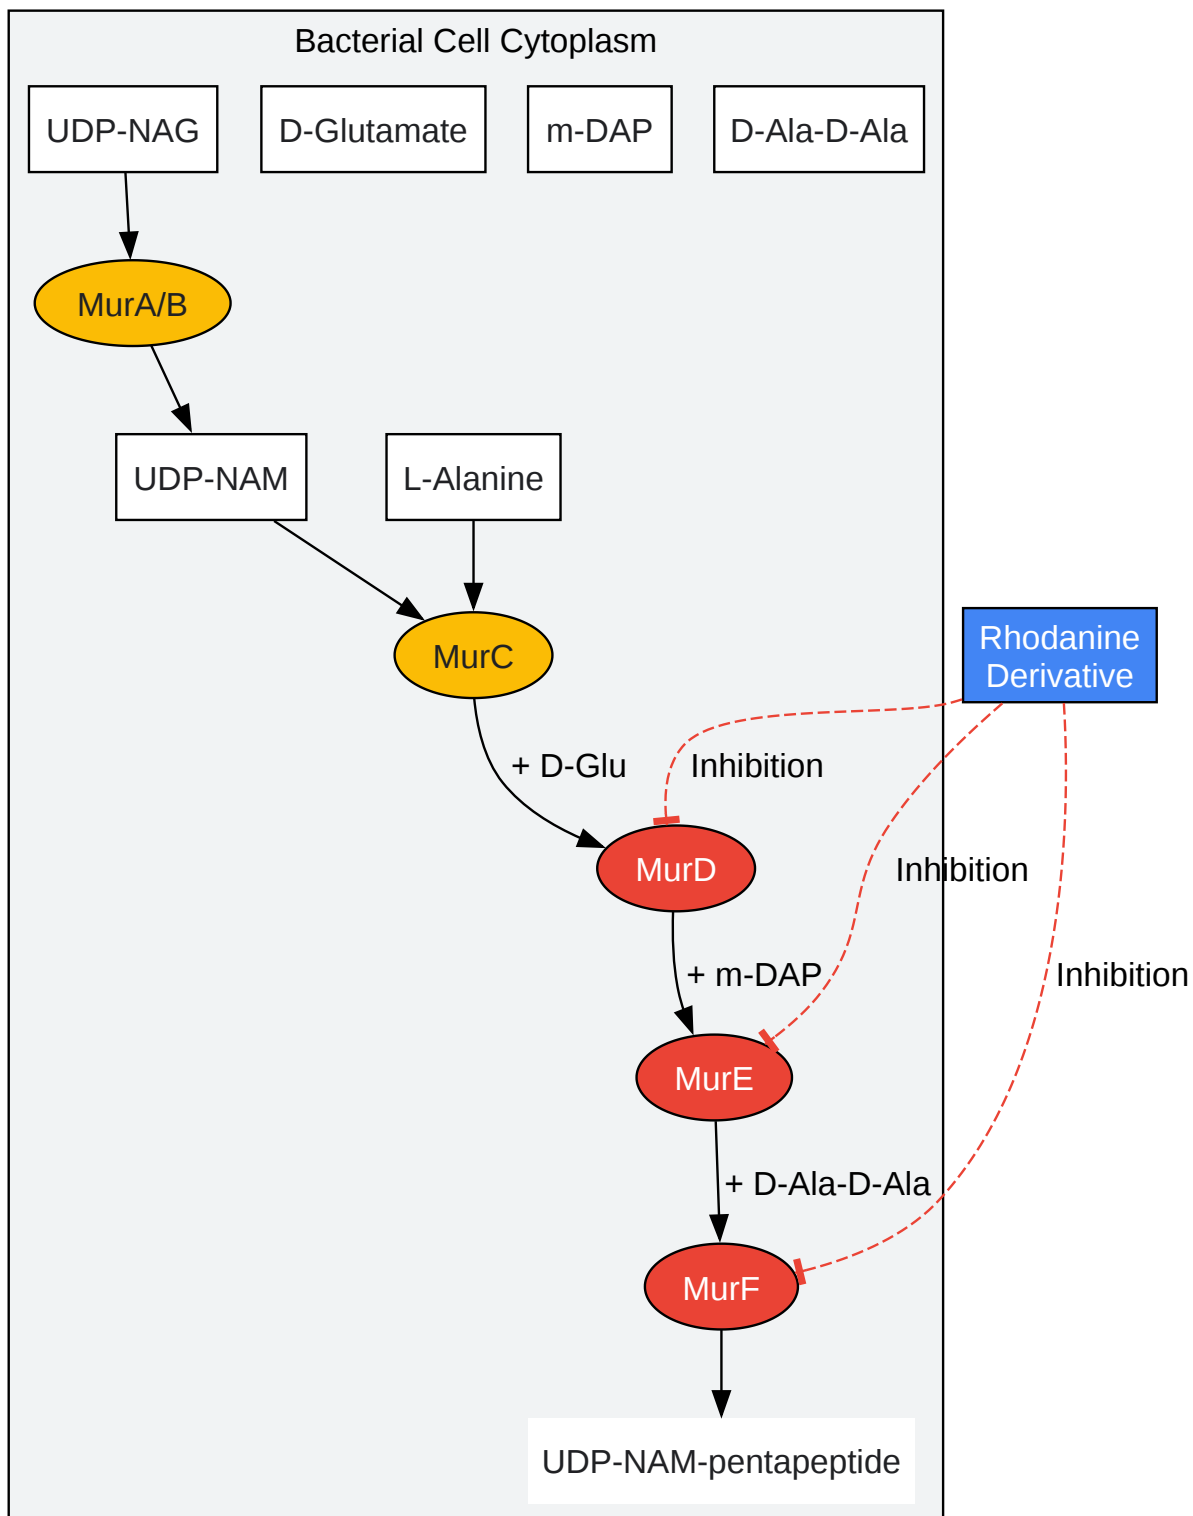 Bacterial Cell Cytoplasm
UDP-NAG
D-Glutamate
m-DAP
D-Ala-D-Ala
MurA/B
UDP-NAM
L-Alanine
MurC
Rhodanine
Derivative
+ D-Glu
Inhibition
MurD
Inhibition
+ m-DAP
Inhibition
MurE
+ D-Ala-D-Ala
MurF
UDP-NAM-pentapeptide